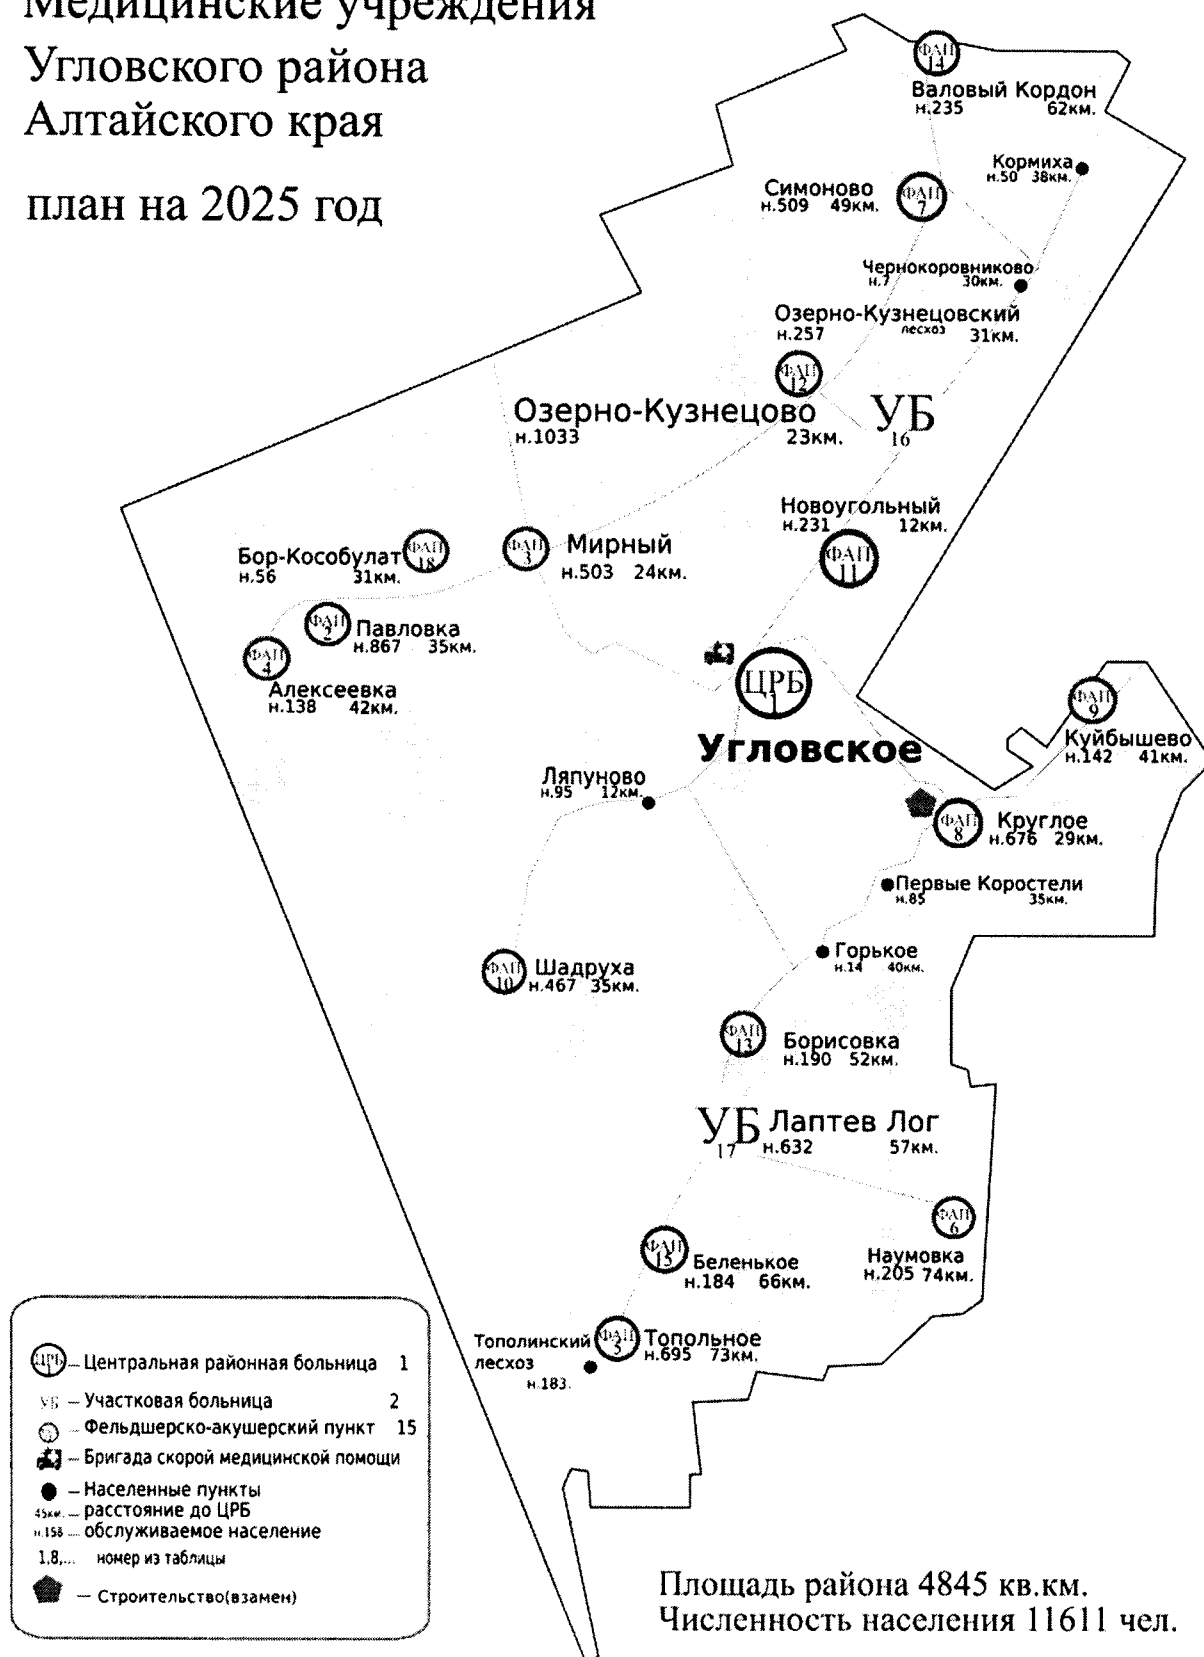 Медицинские учреждения
Угловского района
Алтайского края
план на 2025 год
ФАП
14
Валовый Кордон
н.235 62км.
Кормиха
н.50 38км.
Симоново
н.509 49км.
ФАП
7
Чернокоровниково
н.7 30км.
Озерно-Кузнецовский
лесхоз
н.257 31км.
ФАП
12
Озерно-Кузнецово
н.1033 23км.
УБ
16
Новоугольный
н.231 12км.
ФАП
11
Бор-Кособулат
н.56 31км.
ФАП
18
ФАП
3
Мирный
н.503 24км.
ФАП
2
Павловка
н.867 35км.
ФАП
4
Алексеевка
н.138 42км.
ЦРБ
1
Угловское
ФАП
9
Куйбышево
н.142 41км.
Ляпуново
н.95 12км.
ФАП
8
Круглое
н.676 29км.
Первые Коростели
н.85 35км.
Горькое
н.14 40км.
ФАП
10
Шадруха
н.467 35км.
ФАП
13
Борисовка
н.190 52км.
УБ
17
Лаптев Лог
н.632 57км.
ФАП
6
Наумовка
н.205 74км.
ФАП
15
Беленькое
н.184 66км.
Тополинский
лесхоз
н.183.
ФАП
5
Топольное
н.695 73км.
ЦРБ
1
– Центральная районная больница 1
УБ – Участковая больница 2
– Фельдшерско-акушерский пункт 15
– Бригада скорой медицинской помощи
– Населенные пункты
45км. – расстояние до ЦРБ
н.158 – обслуживаемое население
1,8,... номер из таблицы
– Строительство(взамен)
Площадь района 4845 кв.км.
Численность населения 11611 чел.